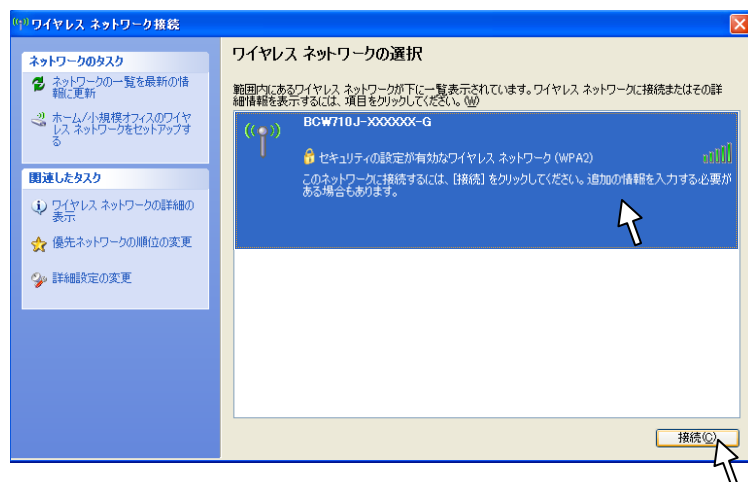 ワイヤレス ネットワーク接続
ネットワークのタスク
ネットワークの一覧を最新の情
報に更新
ホーム/小規模オフィスのワイヤ
レス ネットワークをセットアップす
る
関連したタスク
ワイヤレス ネットワークの詳細の
表示
優先ネットワークの順位の変更
詳細設定の変更
ワイヤレス ネットワークの選択
範囲内にあるワイヤレス ネットワークが下に一覧表示されています。ワイヤレス ネットワークに接続またはその詳
細情報を表示するには、項目をクリックしてください。(W)
BCW710J-XXXXXX-G
セキュリティの設定が有効なワイヤレス ネットワーク (WPA2)
このネットワークに接続するには、[接続] をクリックしてください。追加の情報を入力する必要が
ある場合もあります。
接続(C)